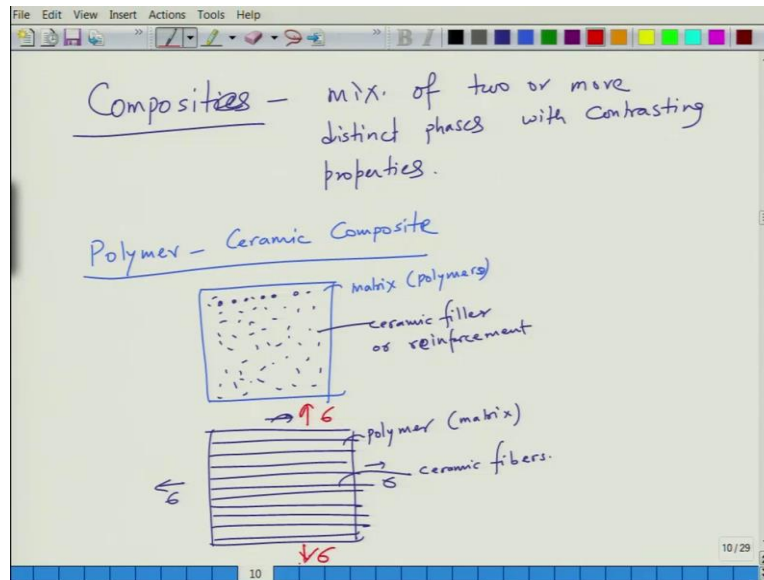 File Edit View Insert Actions Tools Help
B I
Composites – mix. of two or more
distinct phases with contrasting
properties.
Polymer – Ceramic Composite
matrix (polymers)
ceramic filler
or reinforcement
σ
polymer (matrix)
σ
σ
ceramic fibers.
σ
10/29
10